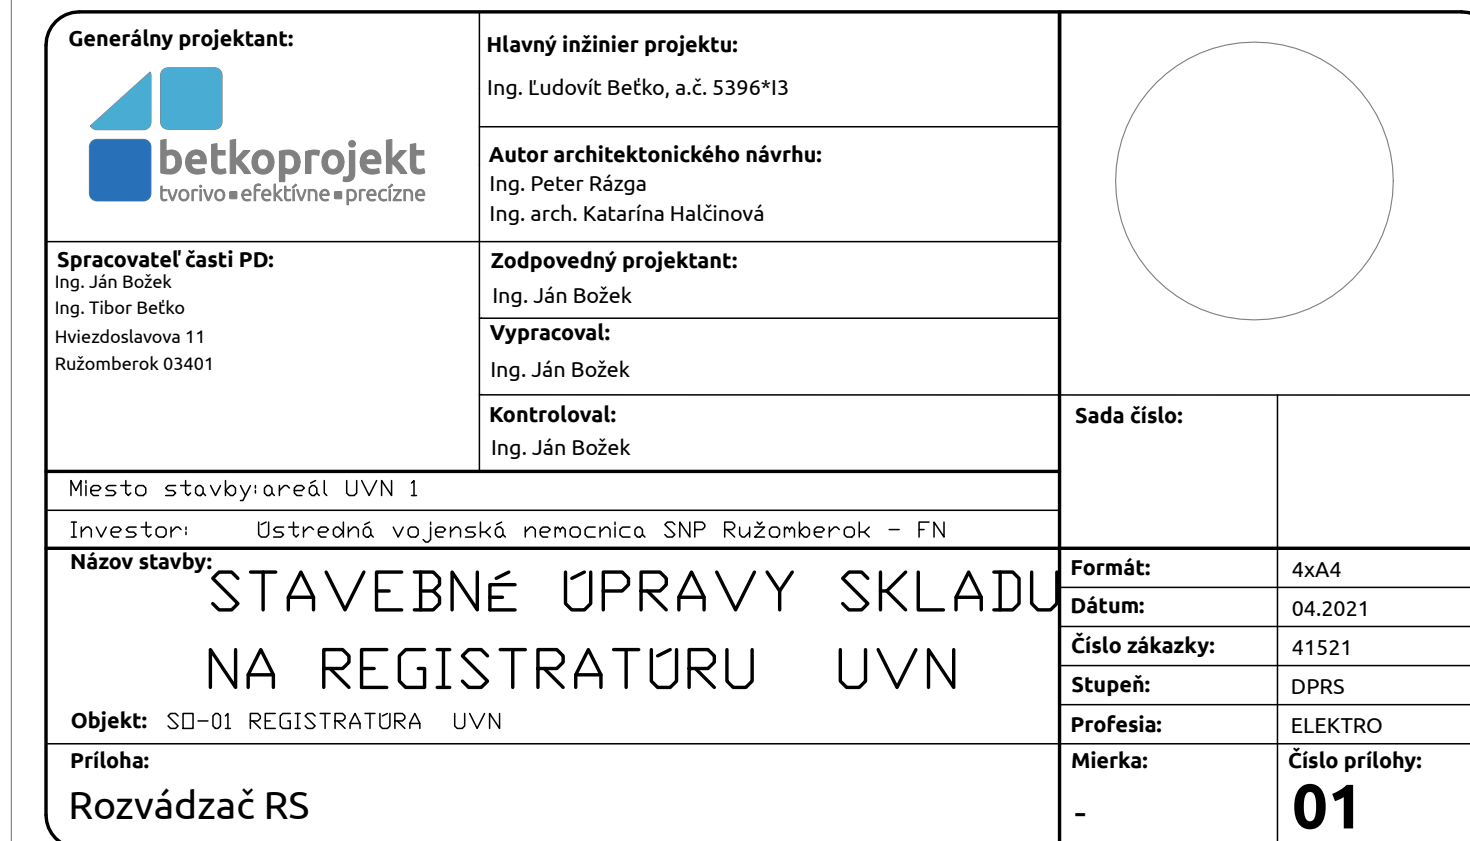 Generálny projektant:
betkoprojekt
tvorivo▪efektívne▪precízne
Hlavný inžinier projektu:
Ing. Ľudovít Beťko, a.č. 5396*I3
Autor architektonického návrhu:
Ing. Peter Rázga
Ing. arch. Katarína Halčinová
Spracovateľ časti PD:
Ing. Ján Božek
Ing. Tibor Beťko
Hviezdoslavova 11
Ružomberok 03401
Zodpovedný projektant:
Ing. Ján Božek
Vypracoval:
Ing. Ján Božek
Kontroloval:
Ing. Ján Božek
Sada číslo:
Miesto stavby:areál UVN 1
Investor: Ústredná vojenská nemocnica SNP Ružomberok - FN
Názov stavby:
STAVEBNÉ ÚPRAVY SKLADU
NA REGISTRATÚRU UVN
Objekt: SO-01 REGISTRATÚRA UVN
Formát: 4xA4
Dátum: 04.2021
Číslo zákazky: 41521
Stupeň: DPRS
Profesia: ELEKTRO
Príloha:
Rozvádzač RS
Mierka:
-
Číslo prílohy:
01